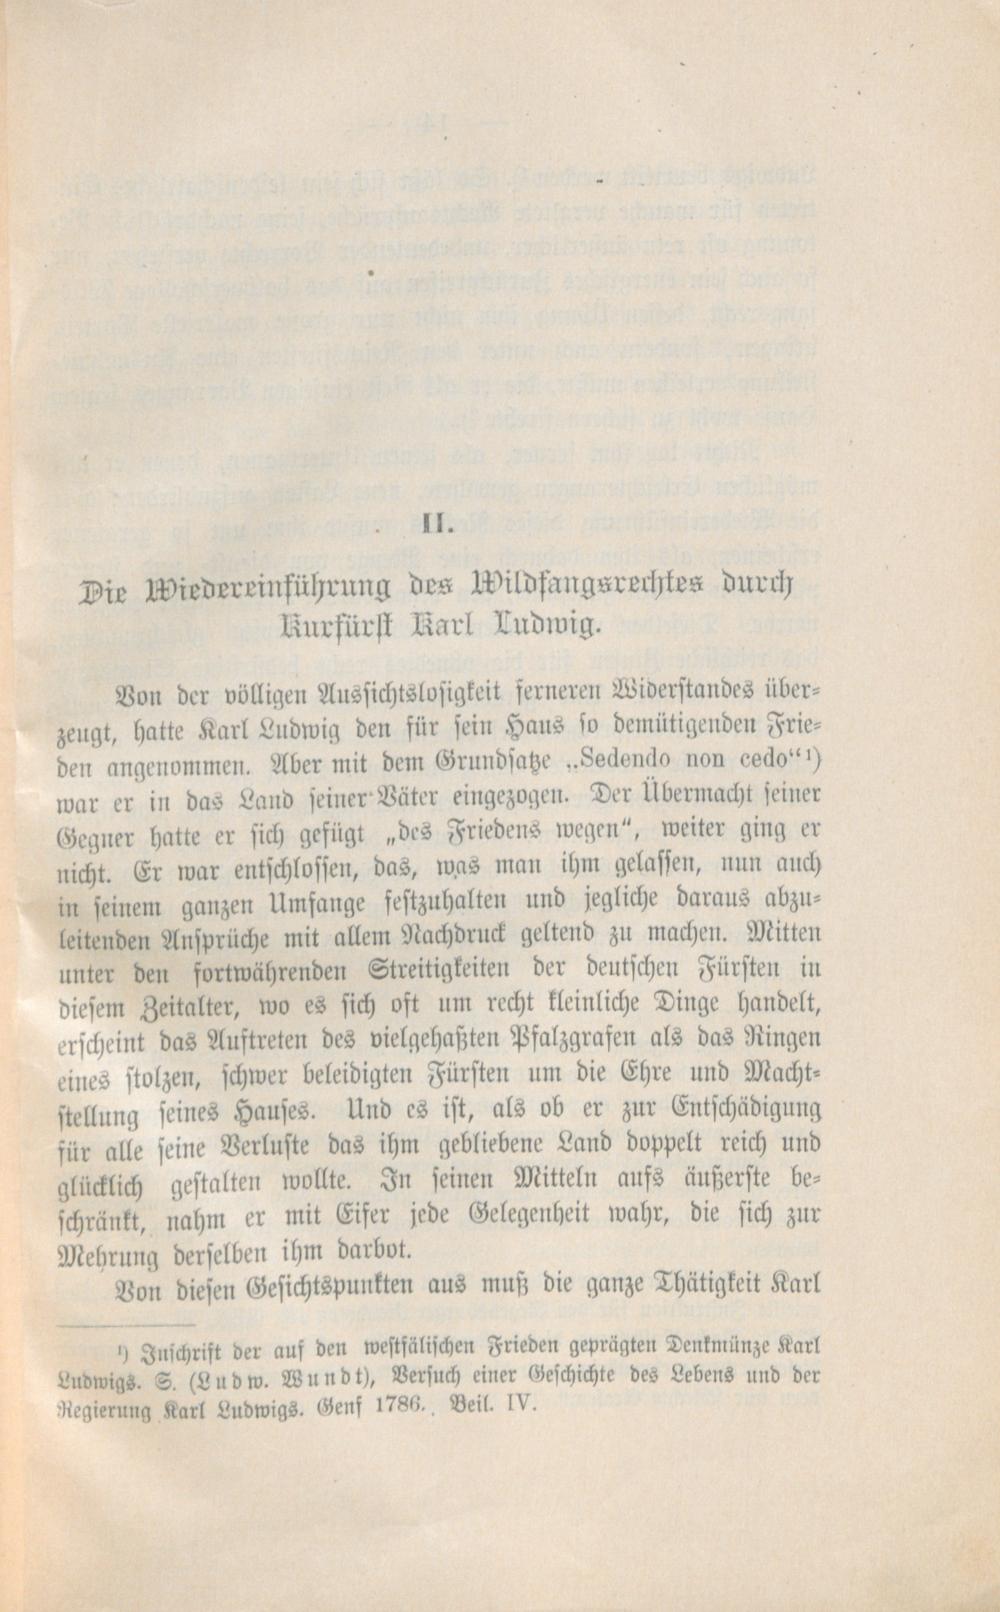 II.
Die Wiedereinführung des Wildfangsrechtes durch
Kurfürst Karl Ludwig.
Von der völligen Aussichtslosigkeit ferneren Widerstandes über-
zeugt, hatte Karl Ludwig den für sein Haus so demütigenden Frie-
den angenommen. Aber mit dem Grundsatze „Sedendo non cedo“¹)
war er in das Land seiner Väter eingezogen. Der Übermacht seiner
Gegner hatte er sich gefügt „des Friedens wegen“, weiter ging er
nicht. Er war entschlossen, das, was man ihm gelassen, nun auch
in seinem ganzen Umfange festzuhalten und jegliche daraus abzu-
leitenden Ansprüche mit allem Nachdruck geltend zu machen. Mitten
unter den fortwährenden Streitigkeiten der deutschen Fürsten in
diesem Zeitalter, wo es sich oft um recht kleinliche Dinge handelt,
erscheint das Auftreten des vielgehaßten Pfalzgrafen als das Ringen
eines stolzen, schwer beleidigten Fürsten um die Ehre und Macht-
stellung seines Hauses. Und es ist, als ob er zur Entschädigung
für alle seine Verluste das ihm gebliebene Land doppelt reich und
glücklich gestalten wollte. In seinen Mitteln aufs äußerste be-
schränkt, nahm er mit Eifer jede Gelegenheit wahr, die sich zur
Mehrung derselben ihm darbot.
Von diesen Gesichtspunkten aus muß die ganze Thätigkeit Karl
¹) Inschrift der auf den westfälischen Frieden geprägten Denkmünze Karl
Ludwigs. S. (Ludw. Wundt), Versuch einer Geschichte des Lebens und der
Regierung Karl Ludwigs. Genf 1786. Beil. IV.